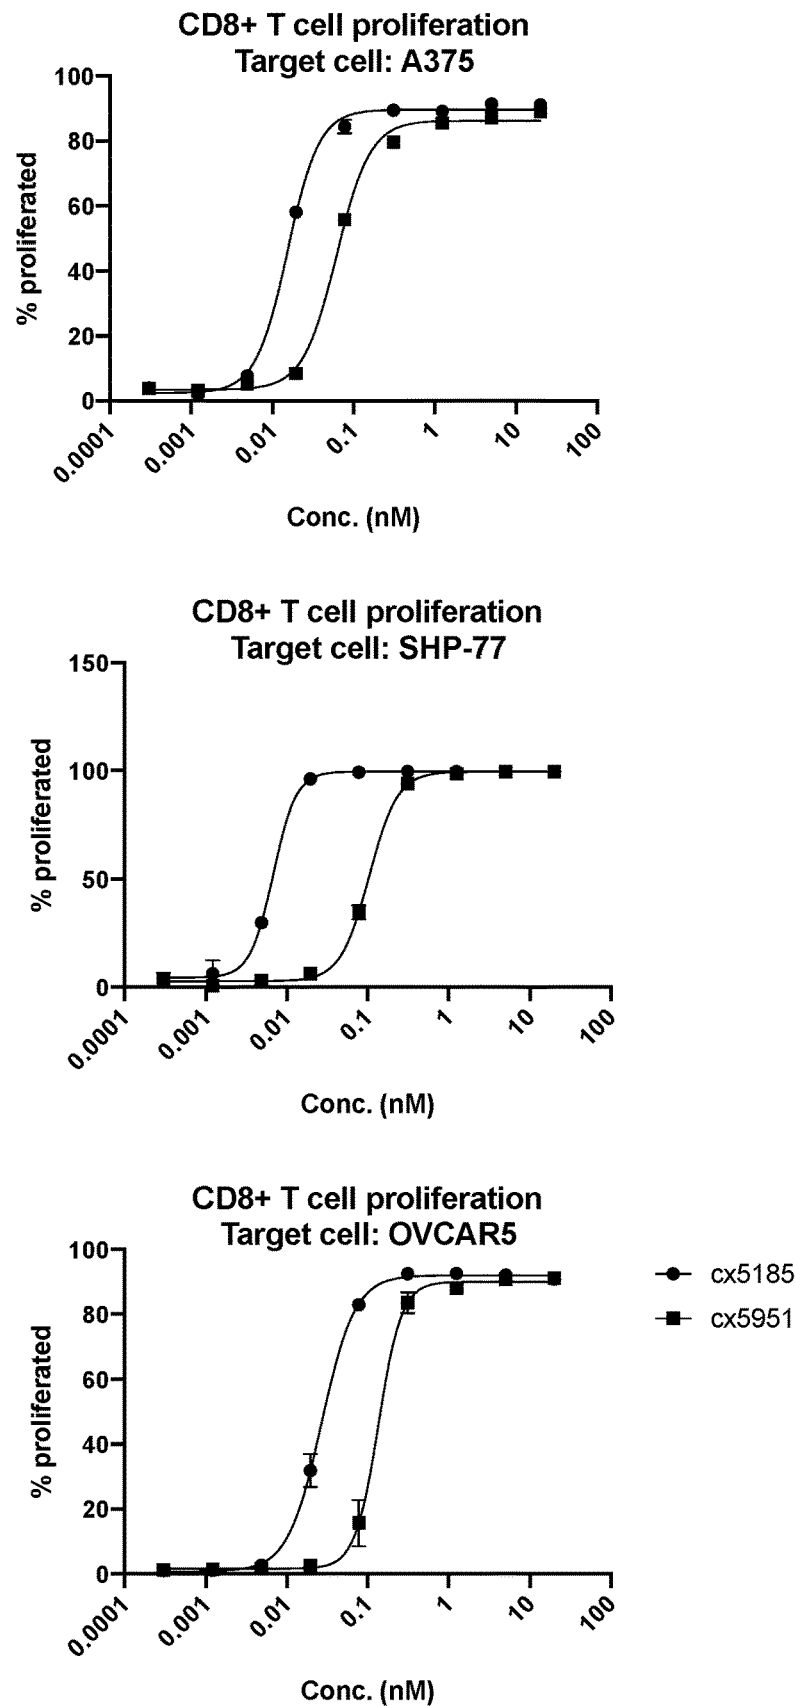 CD8+ T cell proliferation
Target cell: A375
100
80
60
40
20
0
% proliferated
0.0001
0.001
0.01
0.1
1
10
100
Conc. (nM)
CD8+ T cell proliferation
Target cell: SHP-77
150
100
50
0
% proliferated
0.0001
0.001
0.01
0.1
1
10
100
Conc. (nM)
CD8+ T cell proliferation
Target cell: OVCAR5
100
80
60
40
20
0
% proliferated
0.0001
0.001
0.01
0.1
1
10
100
Conc. (nM)
cx5185
cx5951